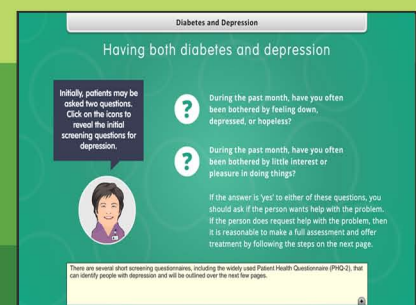 Diabetes and Depression
Having both diabetes and depression
Initially, patients may be
asked two questions.
Click on the icons to
reveal the initial
screening questions for
depression.
?
During the past month, have you often
been bothered by feeling down,
depressed, or hopeless?
?
During the past month, have you often
been bothered by little interest or
pleasure in doing things?
If the answer is 'yes' to either of these questions, you
should ask if the person wants help with the problem.
If the person does request help with the problem, then
it is reasonable to make a full assessment and offer
treatment by following the steps on the next page.
There are several short screening questionnaires, including the widely used Patient Health Questionnaire (PHQ-2), that
can identify people with depression and will be outlined over the next few pages.